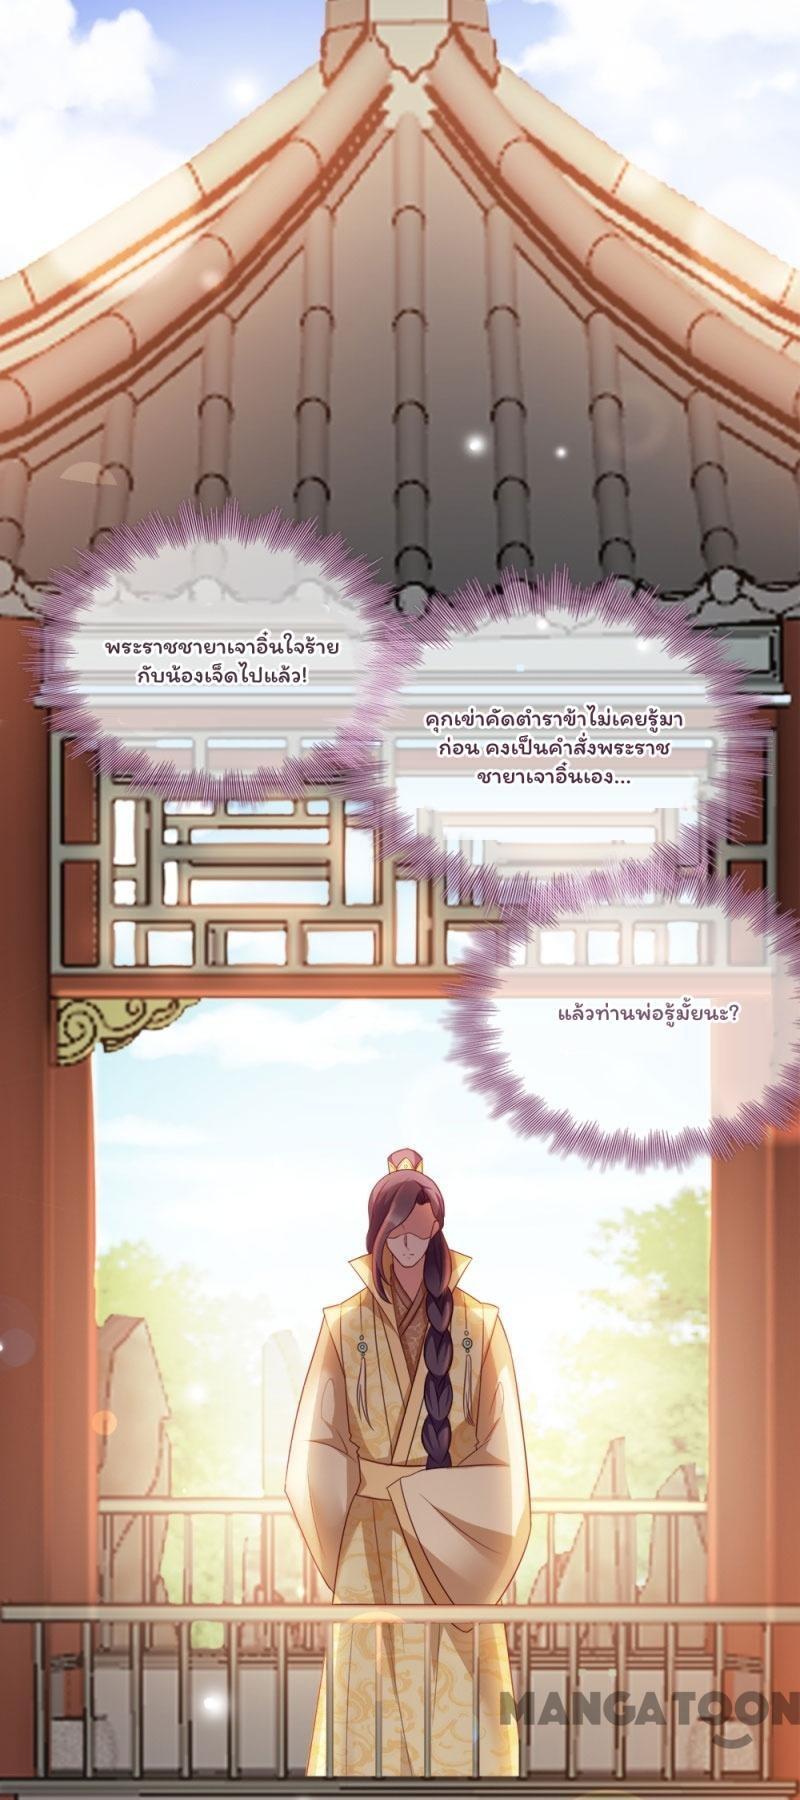 พระราชชายาเจาอิ๋นใจร้าย
กับน้องเจ็ดไปแล้ว!
คุกเข่าคัดตำราข้าไม่เคยรู้มา
ก่อน คงเป็นคำสั่งพระราช
ชายาเจาอิ๋นเอง...
แล้วท่านพ่อรู้มั้ยนะ?
MANGATOON